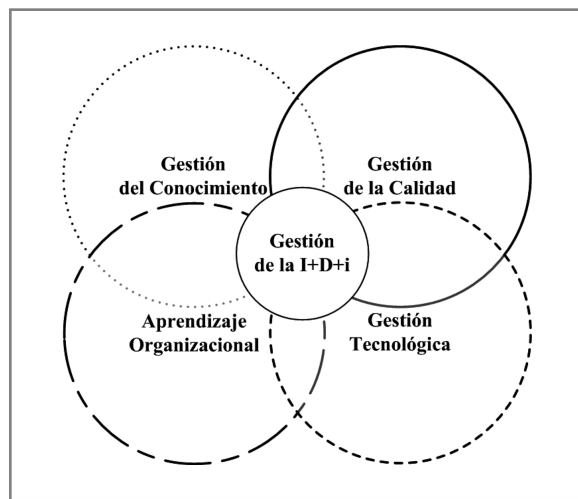 Gestión
del Conocimiento
Gestión
de la Calidad
Gestión
de la I+D+i
Aprendizaje
Organizacional
Gestión
Tecnológica